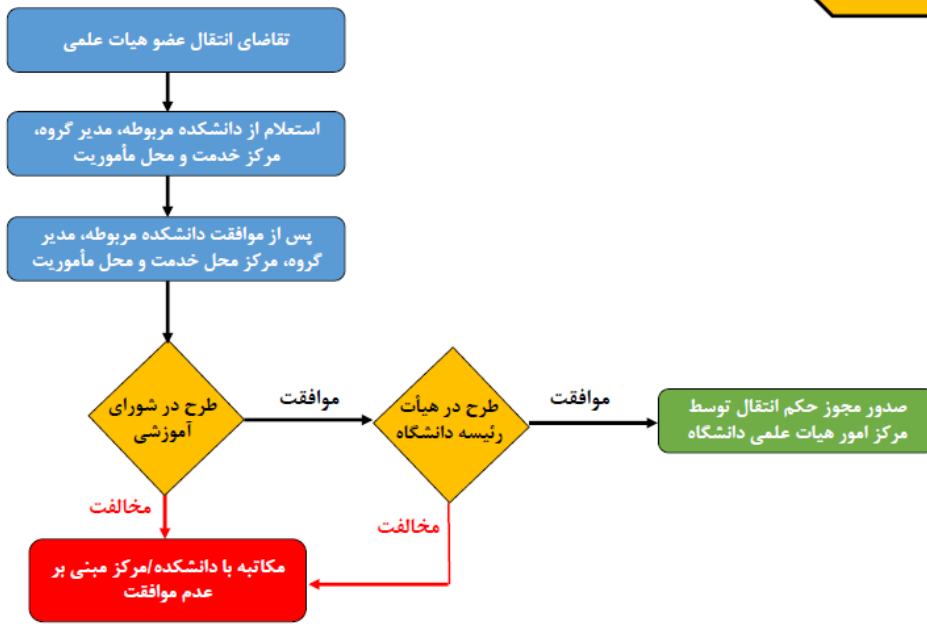 تقاضای انتقال عضو هیات علمی
استعلام از دانشکده مربوطه، مدیر گروه،
مرکز خدمت و محل مأموریت
پس از موافقت دانشکده مربوطه، مدیر
گروه، مرکز محل خدمت و محل مأموریت
طرح در شورای
آموزشی
موافقت
طرح در هیأت
رئیسه دانشگاه
موافقت
صدور مجوز حکم انتقال توسط
مرکز امور هیات علمی دانشگاه
مخالفت
مخالفت
مکاتبه با دانشکده/مرکز مبنی بر
عدم موافقت